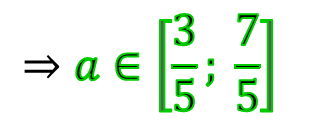 ⇒ a ∈ [3/5 ; 7/5]